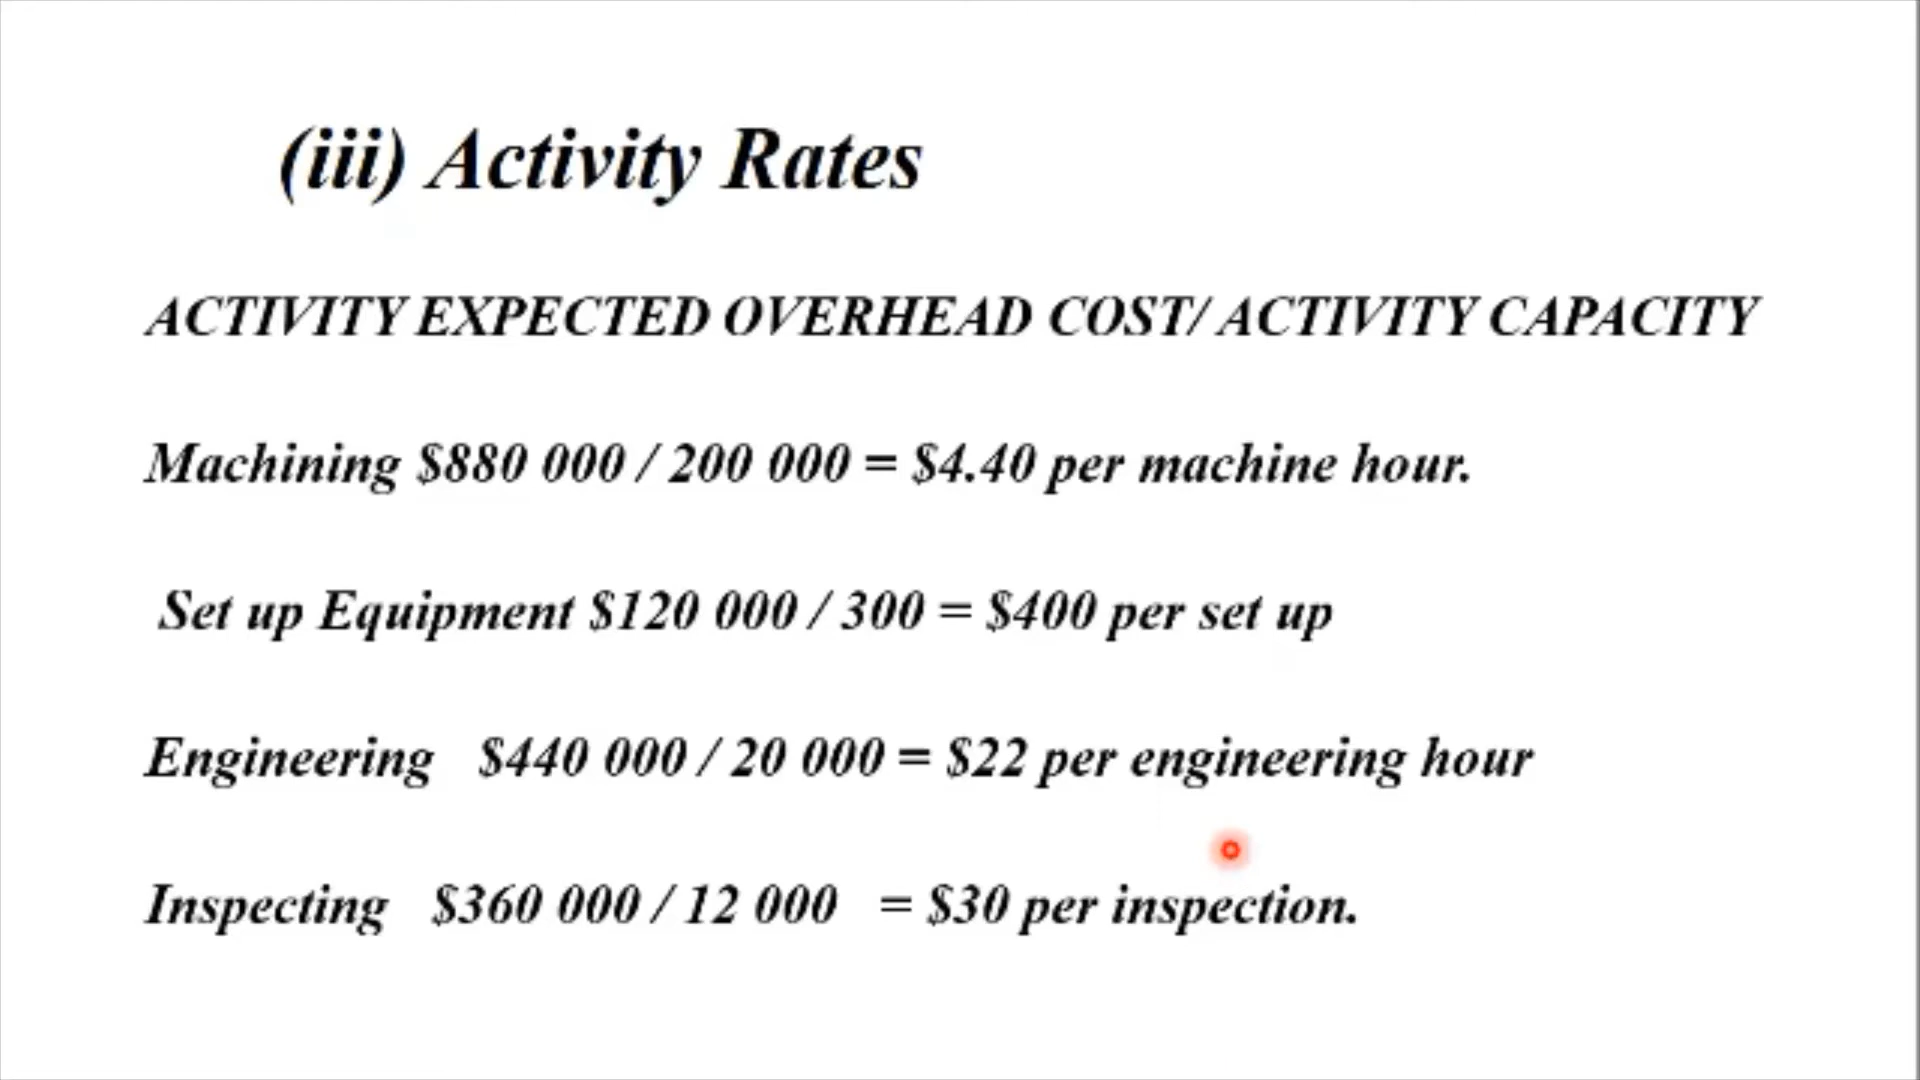 (iii) Activity Rates
ACTIVITY EXPECTED OVERHEAD COST/ ACTIVITY CAPACITY
Machining $880 000 / 200 000 = $4.40 per machine hour.
Set up Equipment $120 000 / 300 = $400 per set up
Engineering $440 000 / 20 000 = $22 per engineering hour
Inspecting $360 000 / 12 000 = $30 per inspection.